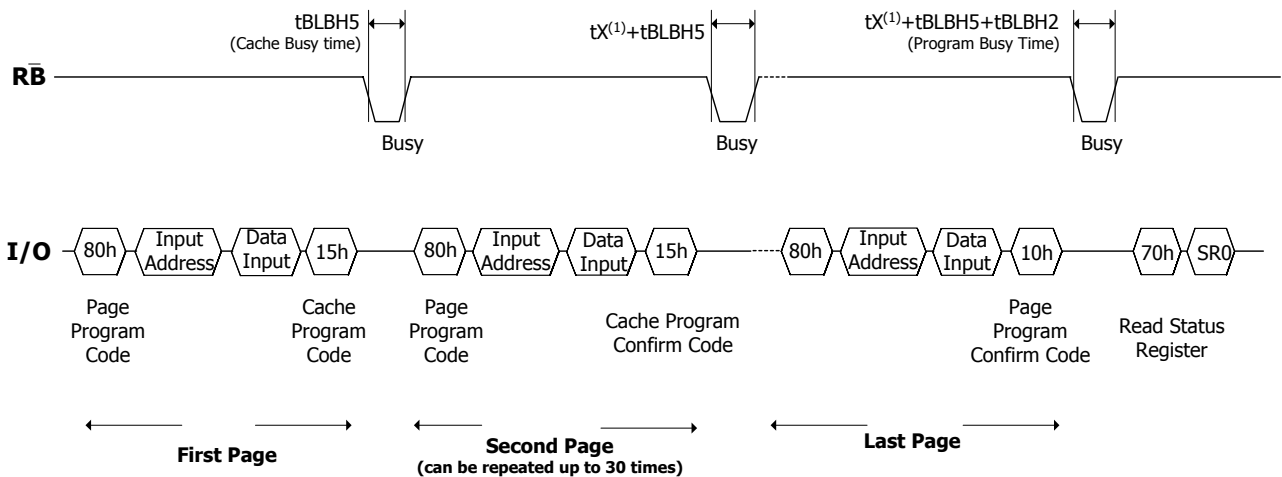 tBLBH5
(Cache Busy time)
tX(1)+tBLBH5
tX(1)+tBLBH5+tBLBH2
(Program Busy Time)
RB̅
Busy
Busy
Busy
I/O
80h
Input
Address
Data
Input
15h
80h
Input
Address
Data
Input
15h
80h
Input
Address
Data
Input
10h
70h
SR0
Page
Program
Code
Cache
Program
Code
Page
Program
Code
Cache Program
Confirm Code
Page
Program
Confirm Code
Read Status
Register
First Page
Second Page
(can be repeated up to 30 times)
Last Page